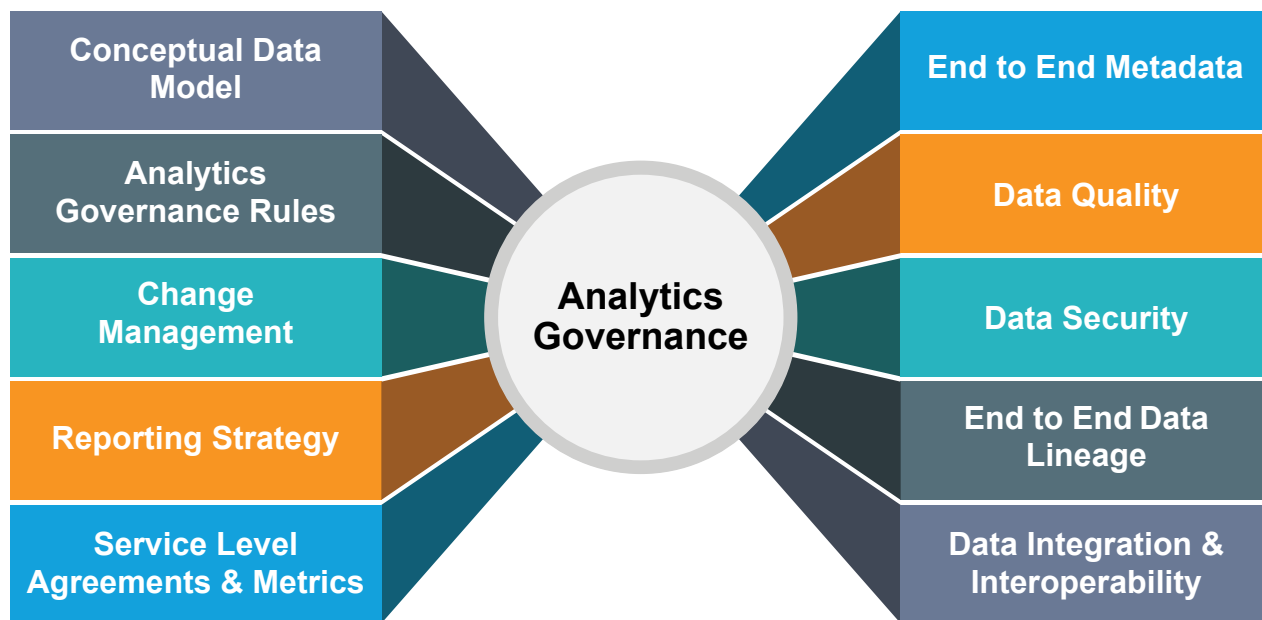 Conceptual Data
Model
Analytics
Governance Rules
Change
Management
Reporting Strategy
Service Level
Agreements & Metrics
Analytics
Governance
End to End Metadata
Data Quality
Data Security
End to End Data
Lineage
Data Integration &
Interoperability